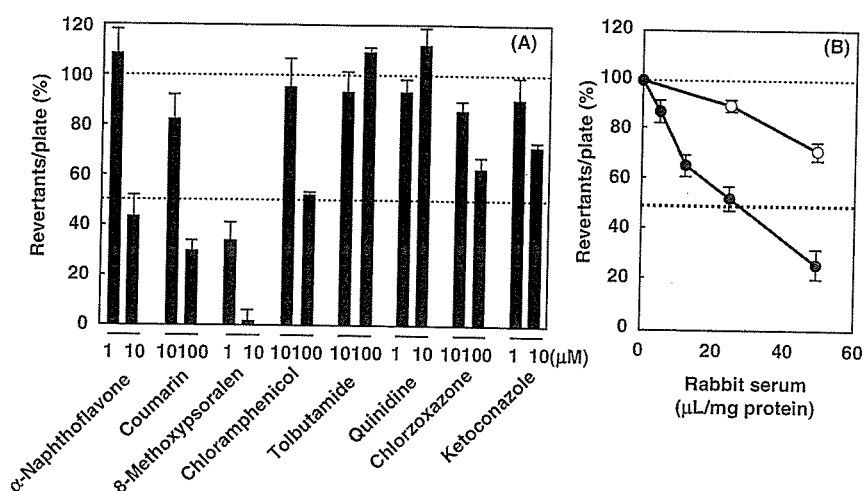 (A)
Revertants/plate (%)
120
100
80
60
40
20
0
1 10 10100 1 10 10100 10100 1 10 10100 1 10(μM)
α-Naphthoflavone
Coumarin
8-Methoxypsoralen
Chloramphenicol
Tolbutamide
Quinidine
Chlorzoxazone
Ketoconazole
(B)
Revertants/plate (%)
120
100
80
60
40
20
0
0 20 40 60
Rabbit serum
(μL/mg protein)